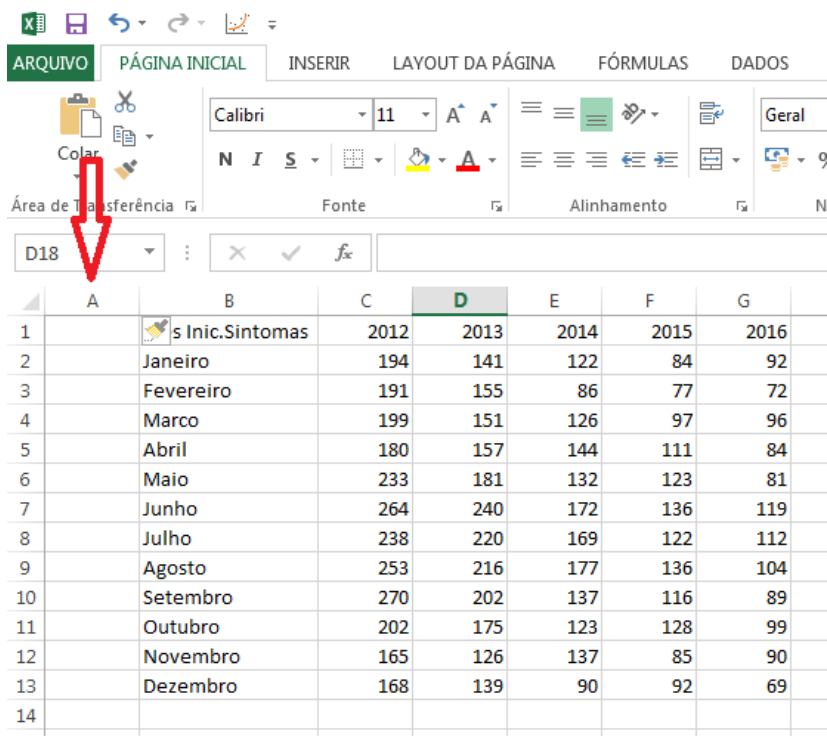 ARQUIVO PÁGINA INICIAL INSERIR LAYOUT DA PÁGINA FÓRMULAS DADOS
Calibri 11 A A Geral
Colar N I S A %
Área de Transferência Fonte Alinhamento N
D18 fx
A B C D E F G
1 s Inic.Sintomas 2012 2013 2014 2015 2016
2 Janeiro 194 141 122 84 92
3 Fevereiro 191 155 86 77 72
4 Marco 199 151 126 97 96
5 Abril 180 157 144 111 84
6 Maio 233 181 132 123 81
7 Junho 264 240 172 136 119
8 Julho 238 220 169 122 112
9 Agosto 253 216 177 136 104
10 Setembro 270 202 137 116 89
11 Outubro 202 175 123 128 99
12 Novembro 165 126 137 85 90
13 Dezembro 168 139 90 92 69
14